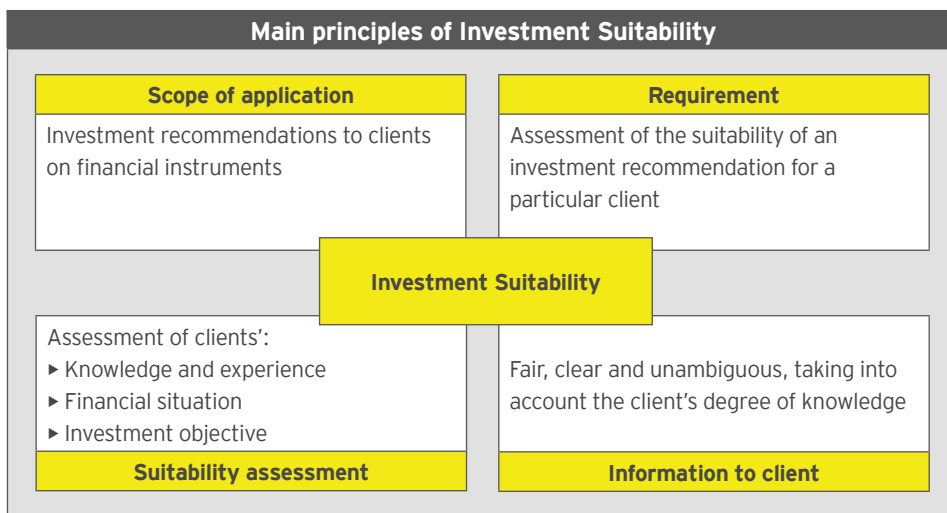 Main principles of Investment Suitability
Scope of application
Investment recommendations to clients
on financial instruments
Requirement
Assessment of the suitability of an
investment recommendation for a
particular client
Investment Suitability
Assessment of clients’:
▸ Knowledge and experience
▸ Financial situation
▸ Investment objective
Suitability assessment
Fair, clear and unambiguous, taking into
account the client’s degree of knowledge
Information to client